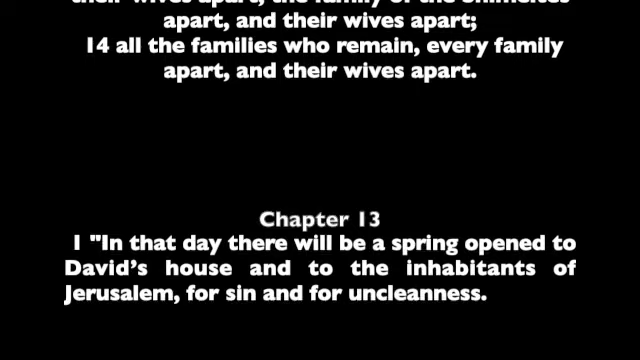 their wives apart; the family of the Shimeites
apart, and their wives apart;
14 all the families who remain, every family
apart, and their wives apart.
Chapter 13
1 "In that day there will be a spring opened to
David's house and to the inhabitants of
Jerusalem, for sin and for uncleanness.